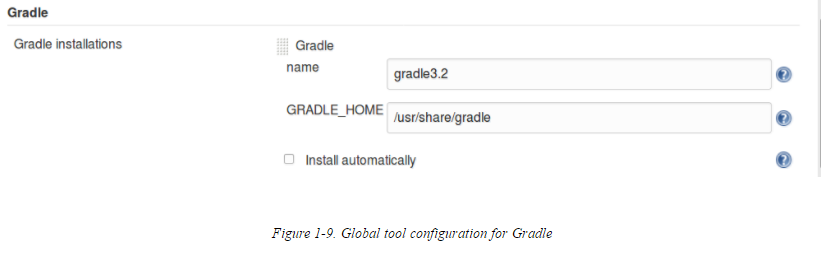 Gradle
Gradle installations
Gradle
name
gradle3.2
GRADLE_HOME
/usr/share/gradle
Install automatically
Figure 1-9. Global tool configuration for Gradle